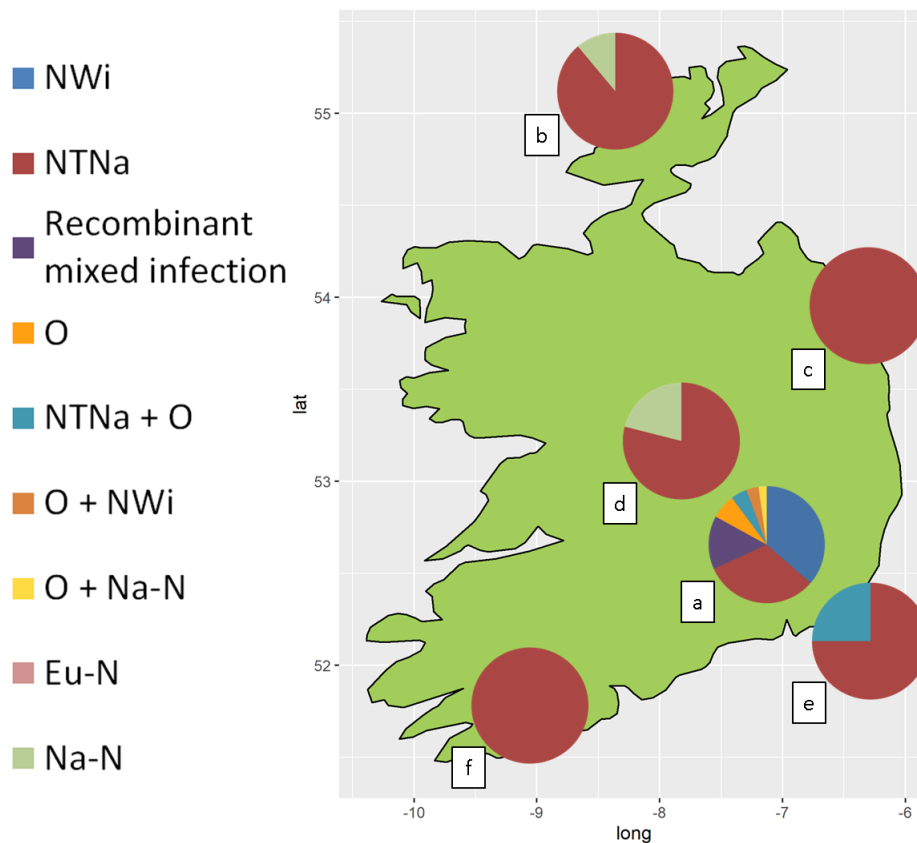 NWi
NTNa
Recombinant
mixed infection
O
NTNa + O
O + NWi
O + Na-N
Eu-N
Na-N
55
54
53
52
lat
b
c
d
a
e
f
-10
-9
-8
-7
-6
long